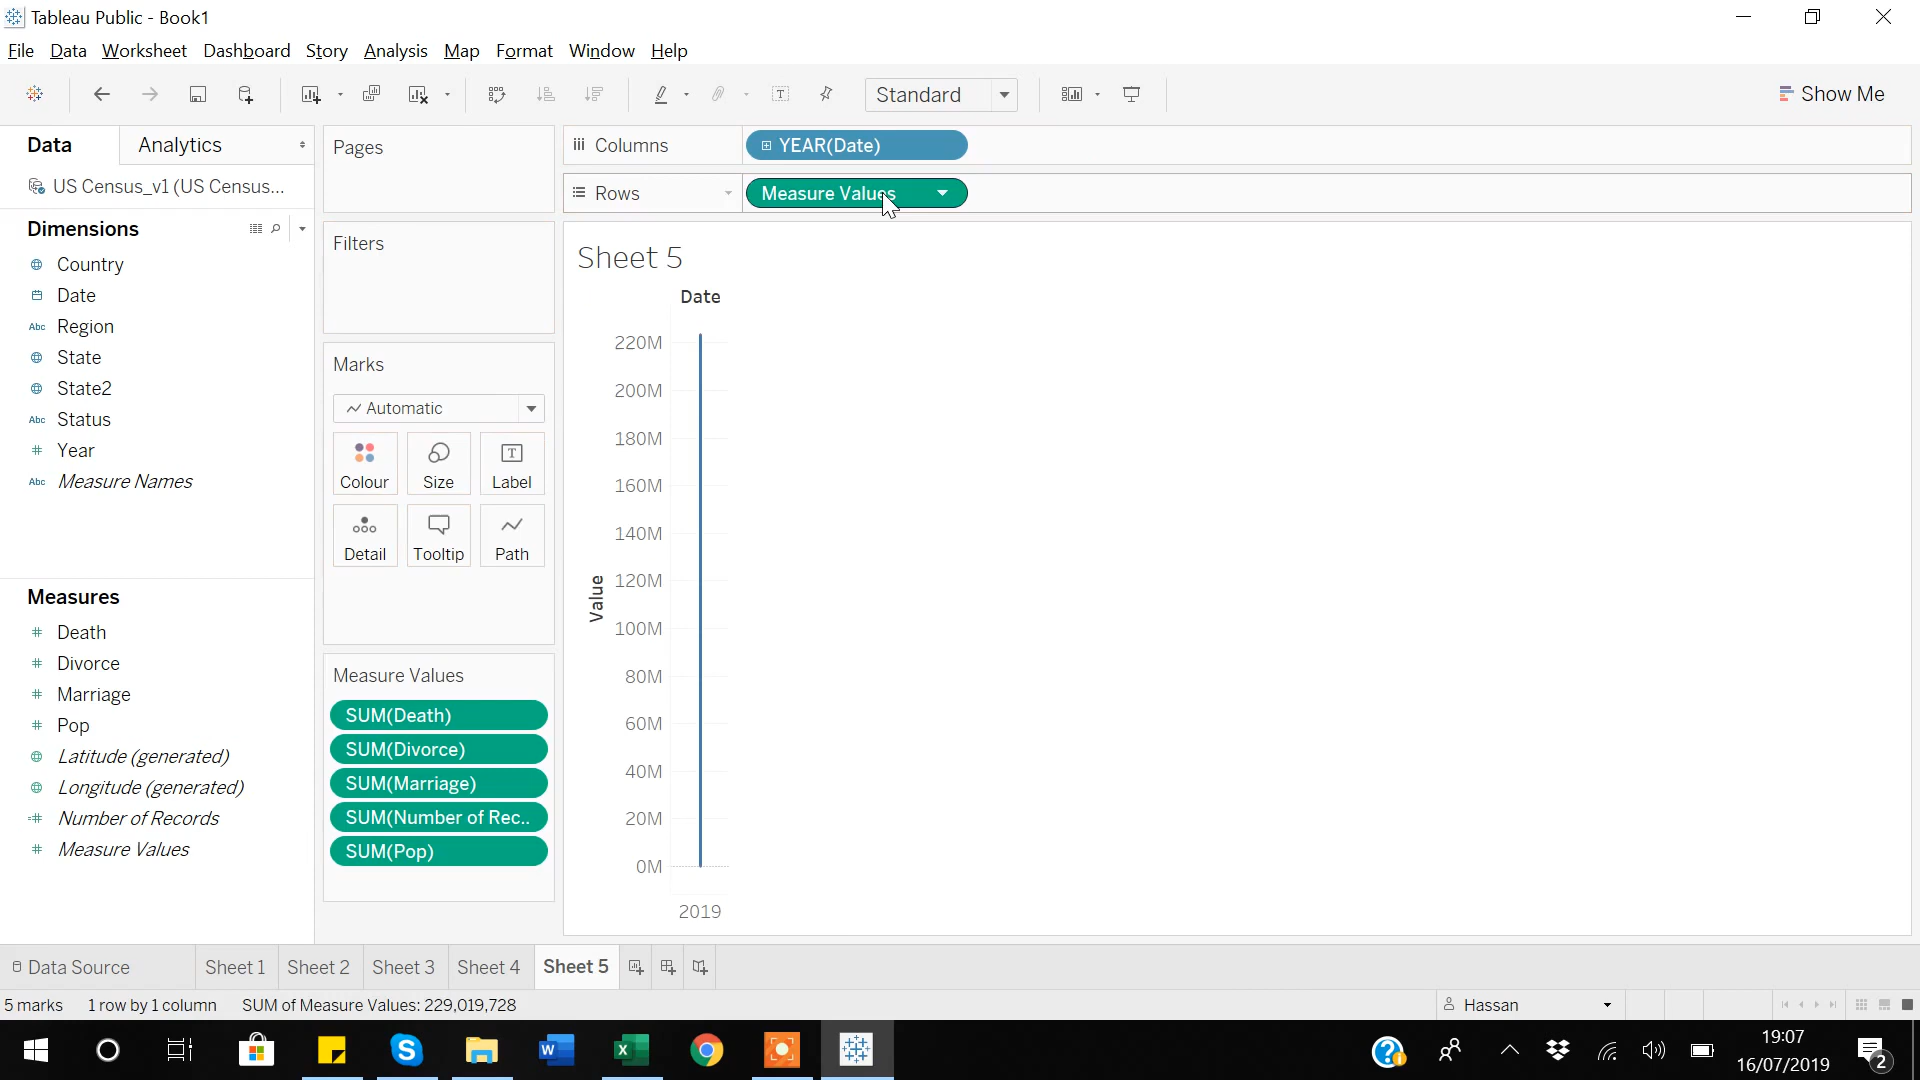 Tableau Public - Book1
File Data Worksheet Dashboard Story Analysis Map Format Window Help
Standard
Show Me
Data
Analytics
US Census_v1 (US Census...
Dimensions
Country
Date
Abc Region
State
State2
Abc Status
# Year
Abc Measure Names
Measures
# Death
# Divorce
# Marriage
# Pop
Latitude (generated)
Longitude (generated)
=# Number of Records
# Measure Values
Pages
Filters
Marks
Automatic
Colour
Size
T
Label
Detail
Tooltip
Path
Measure Values
SUM(Death)
SUM(Divorce)
SUM(Marriage)
SUM(Number of Rec..
SUM(Pop)
Columns
YEAR(Date)
Rows
Measure Values
Sheet 5
Date
220M
200M
180M
160M
140M
120M
100M
80M
60M
40M
20M
0M
Value
2019
Data Source
Sheet 1
Sheet 2
Sheet 3
Sheet 4
Sheet 5
5 marks 1 row by 1 column SUM of Measure Values: 229,019,728
Hassan
19:07
16/07/2019
2